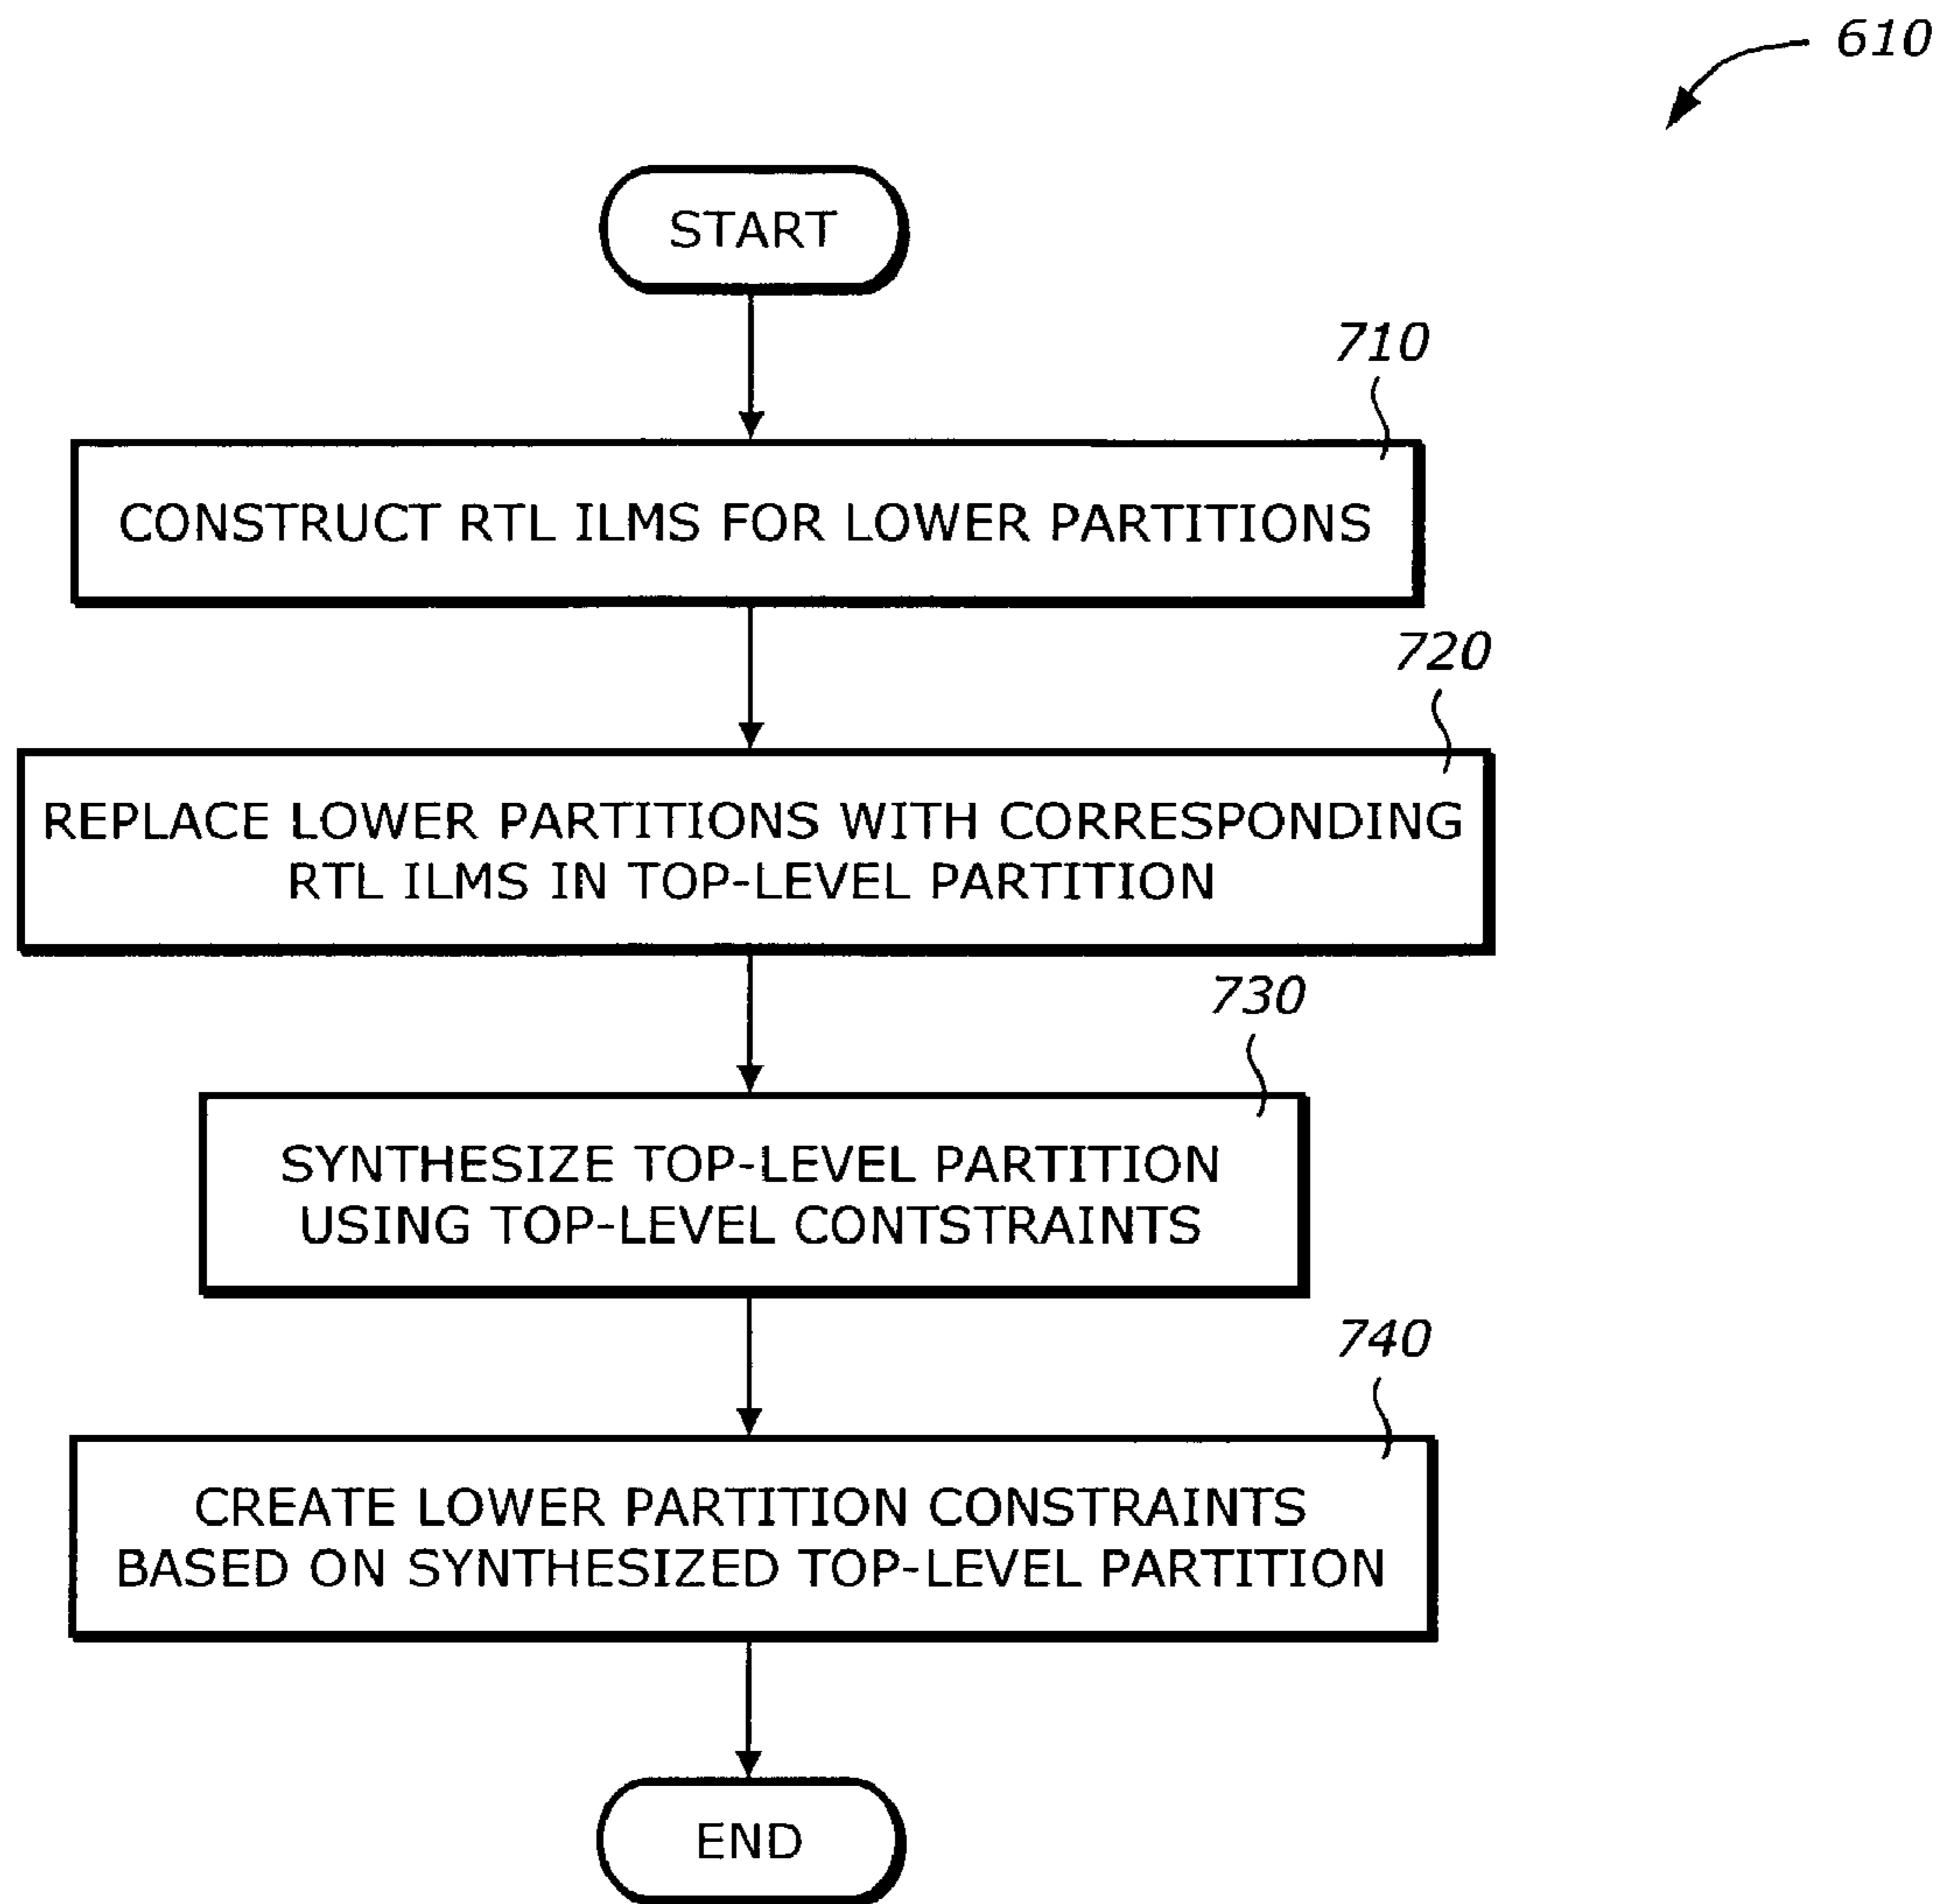 610
START
710
CONSTRUCT RTL ILMS FOR LOWER PARTITIONS
720
REPLACE LOWER PARTITIONS WITH CORRESPONDING
RTL ILMS IN TOP-LEVEL PARTITION
730
SYNTHESIZE TOP-LEVEL PARTITION
USING TOP-LEVEL CONTSTRAINTS
740
CREATE LOWER PARTITION CONSTRAINTS
BASED ON SYNTHESIZED TOP-LEVEL PARTITION
END